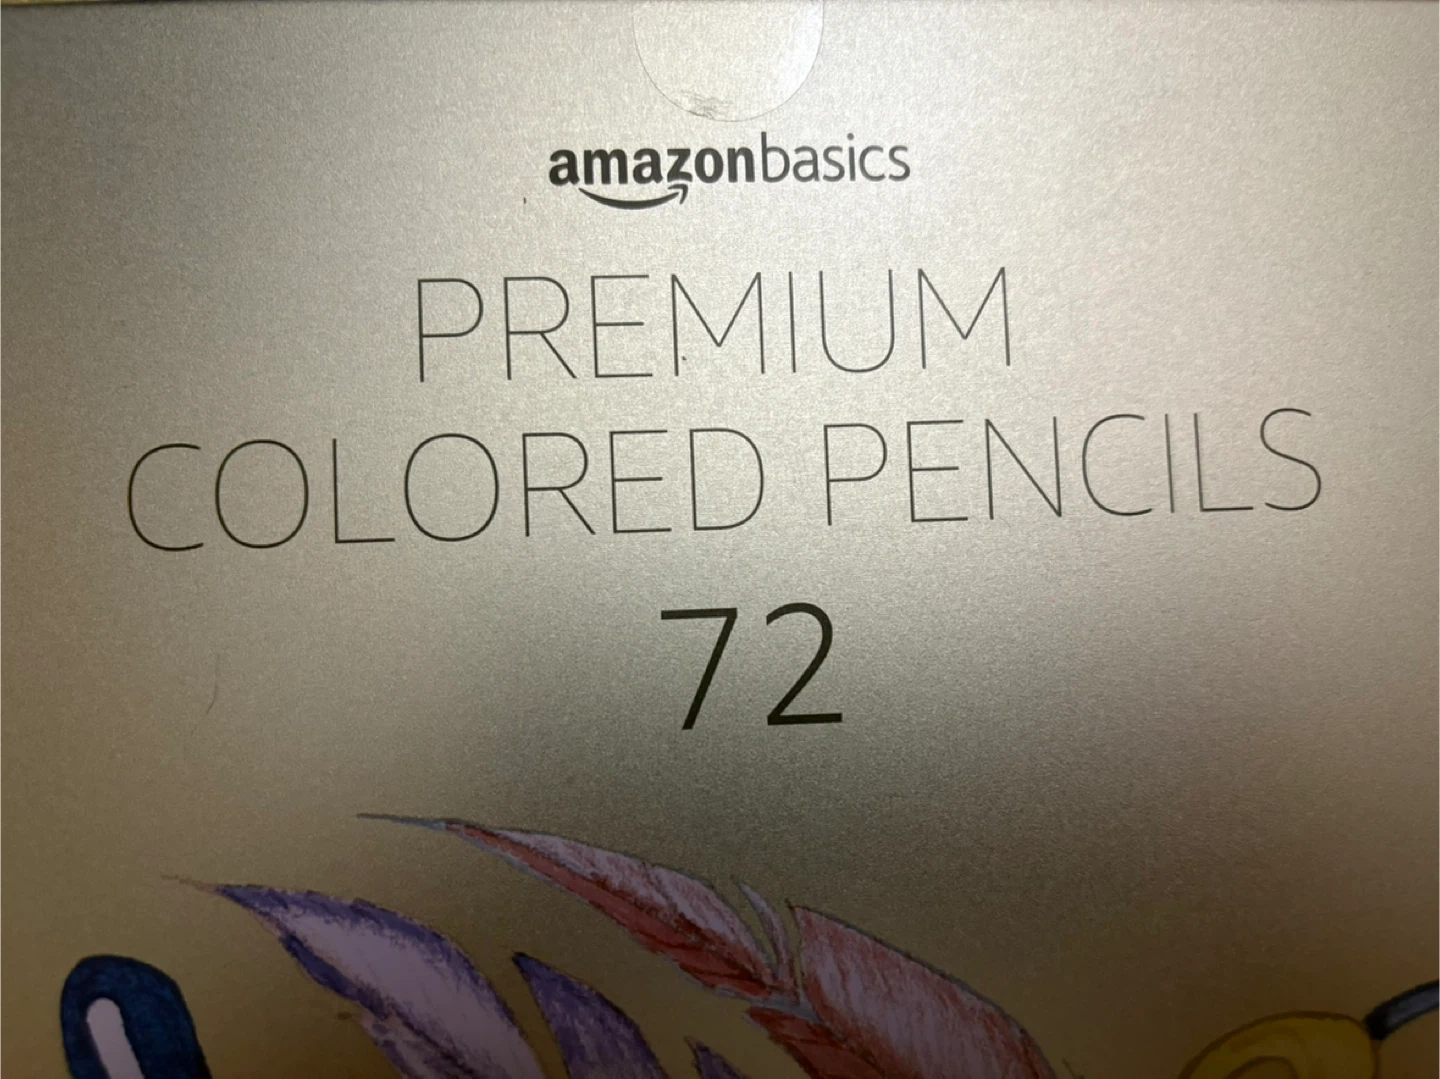 amazonbasics
PREMIUM
COLORED PENCILS
72